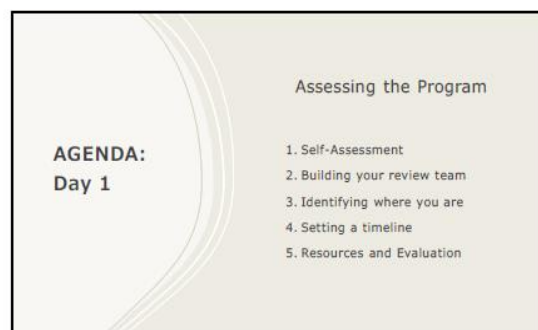 AGENDA:
Day 1
Assessing the Program
1. Self-Assessment
2. Building your review team
3. Identifying where you are
4. Setting a timeline
5. Resources and Evaluation